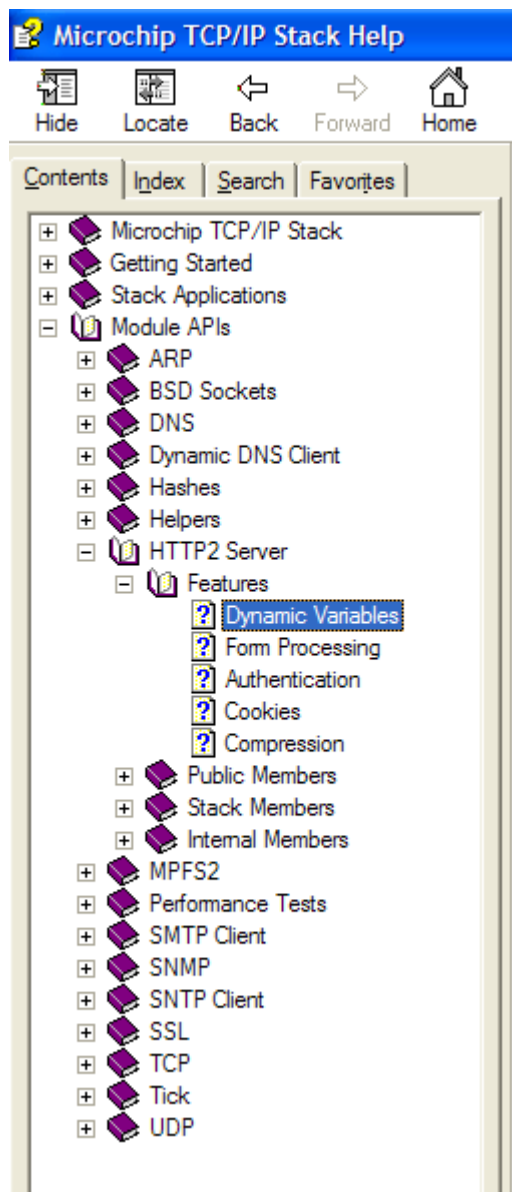 Microchip TCP/IP Stack Help
Hide Locate Back Forward Home
Contents Index Search Favorites
Microchip TCP/IP Stack
Getting Started
Stack Applications
Module APIs
ARP
BSD Sockets
DNS
Dynamic DNS Client
Hashes
Helpers
HTTP2 Server
Features
Dynamic Variables
Form Processing
Authentication
Cookies
Compression
Public Members
Stack Members
Internal Members
MPFS2
Performance Tests
SMTP Client
SNMP
SNTP Client
SSL
TCP
Tick
UDP